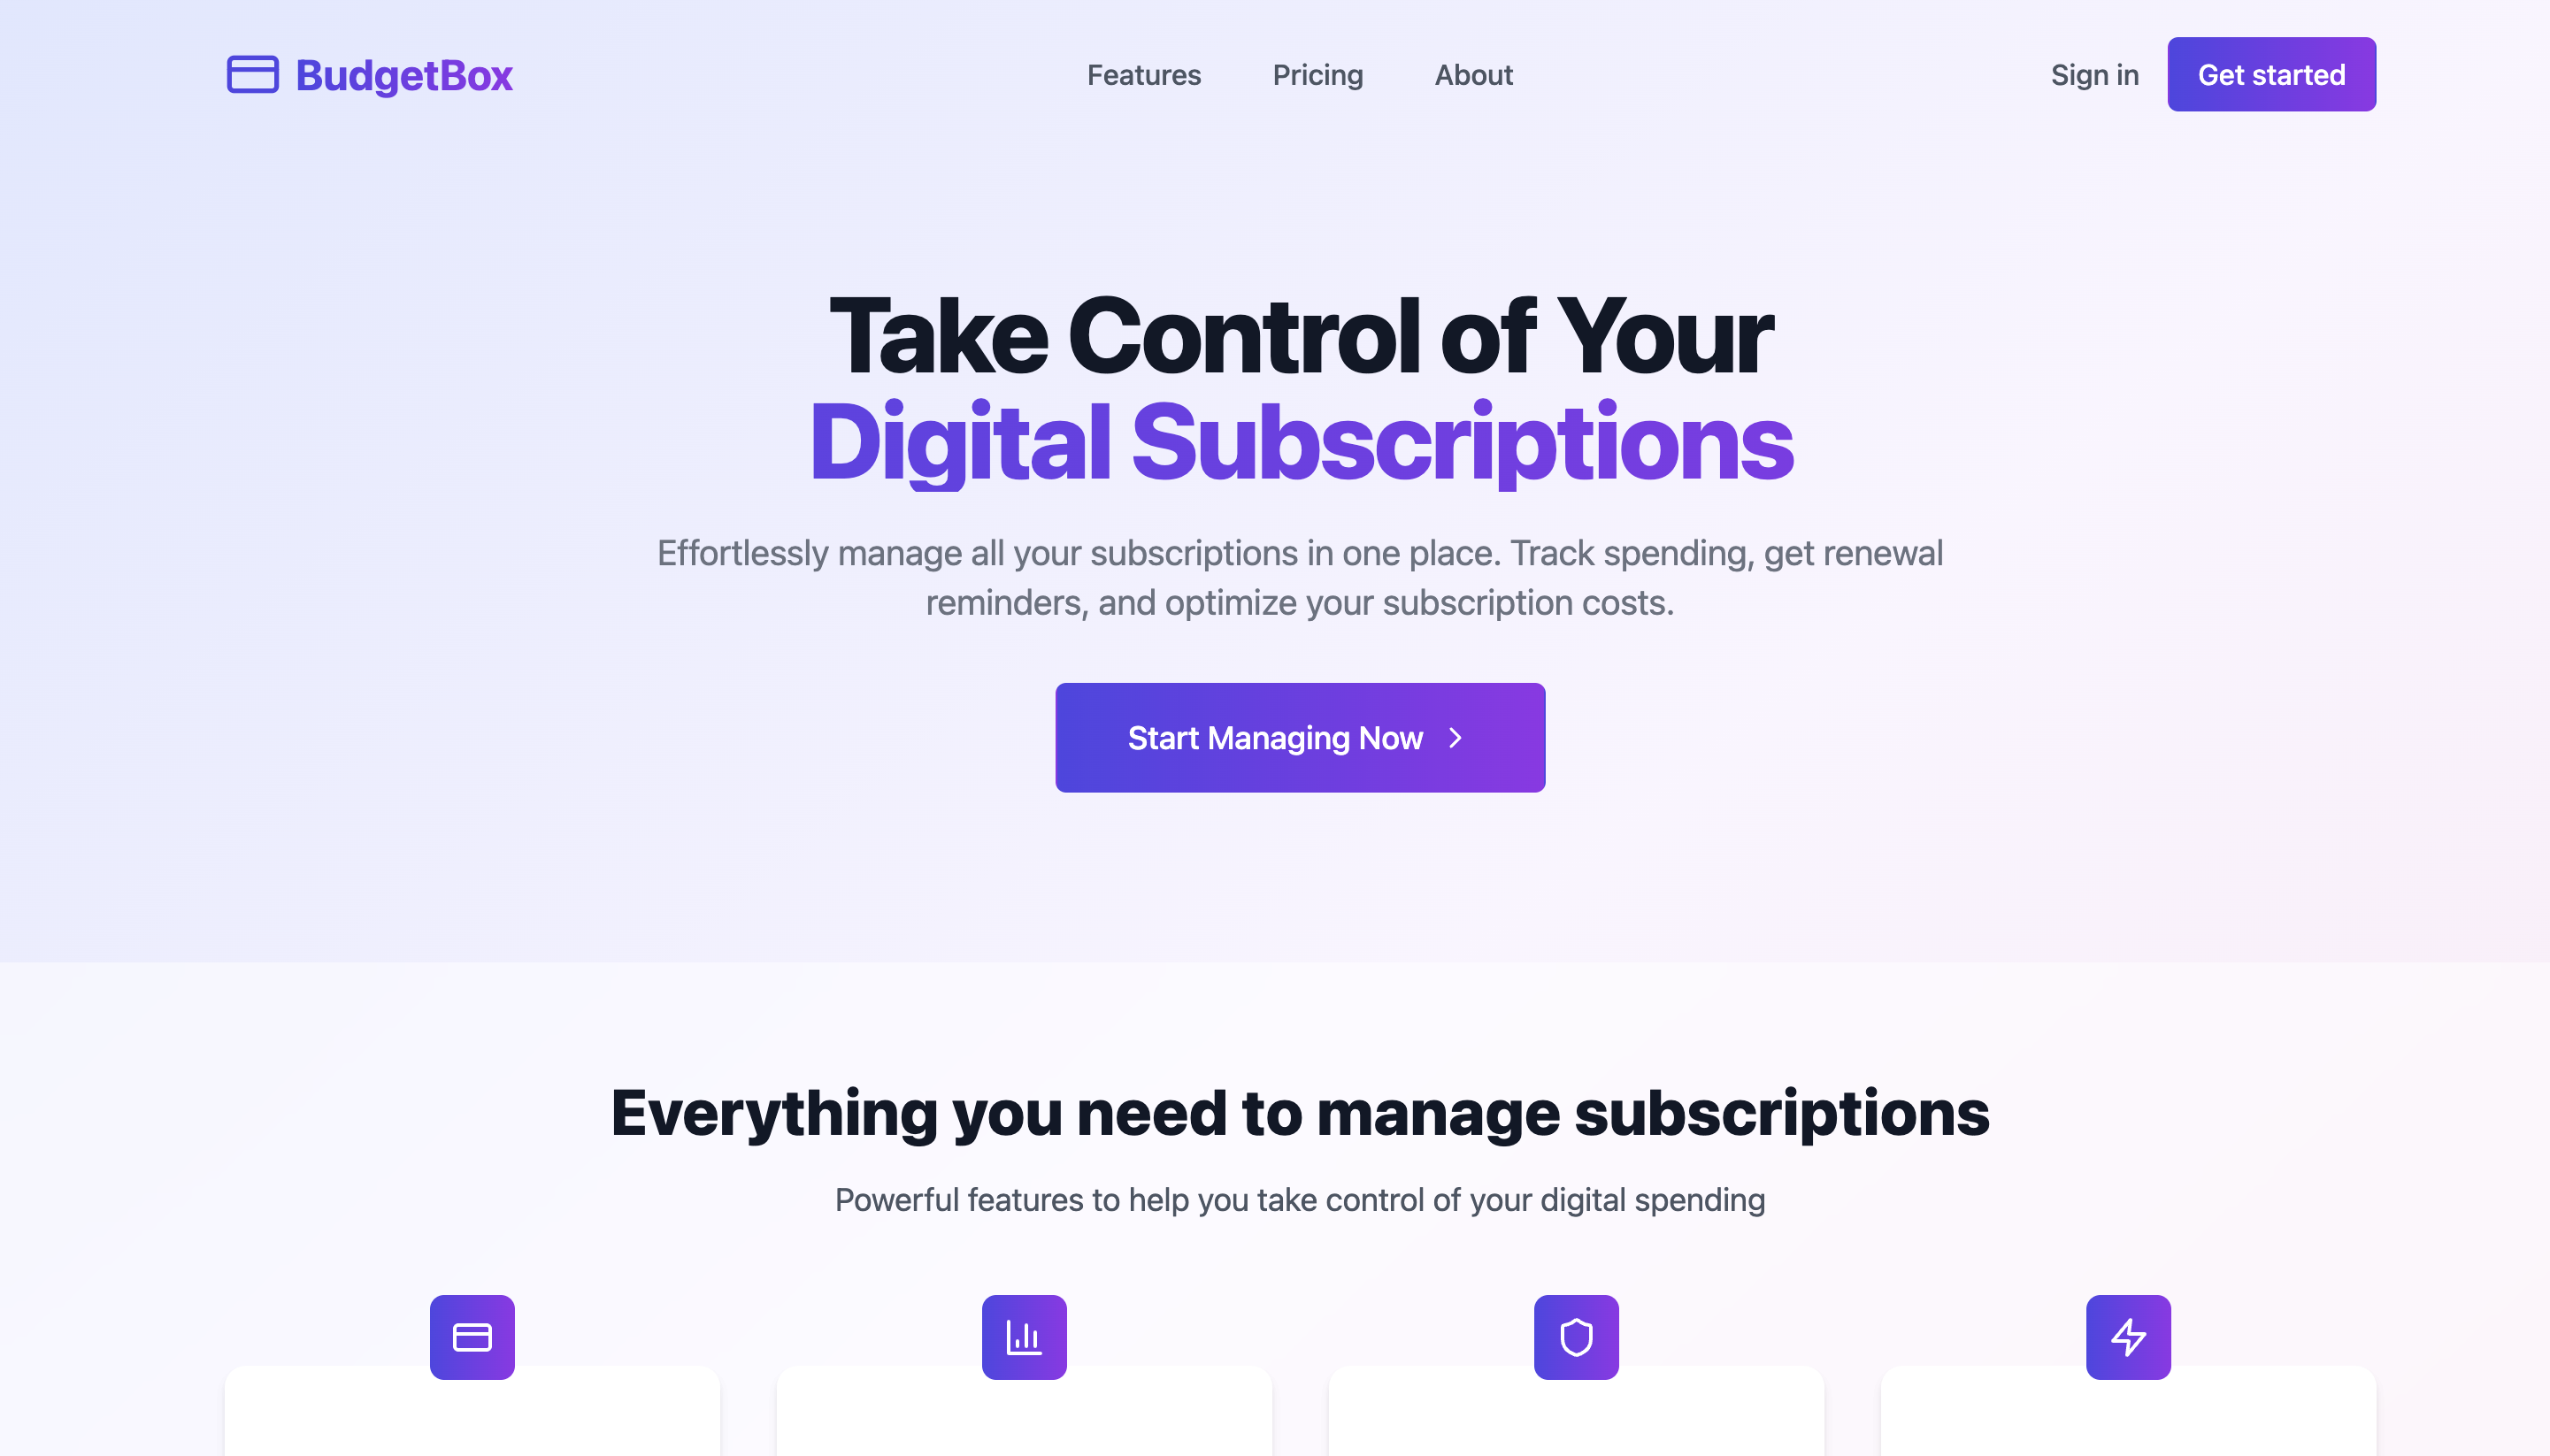 BudgetBox
Features
Pricing
About
Sign in
Get started
Take Control of Your
Digital Subscriptions
Effortlessly manage all your subscriptions in one place. Track spending, get renewal
reminders, and optimize your subscription costs.
Start Managing Now
Everything you need to manage subscriptions
Powerful features to help you take control of your digital spending